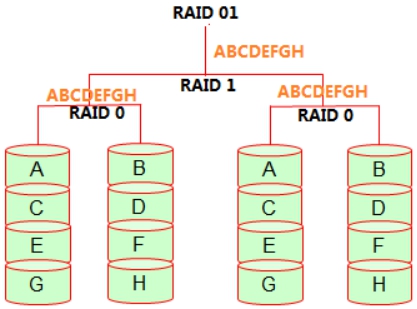 RAID 01
ABCDEFGH
RAID 1
ABCDEFGH
RAID 0
ABCDEFGH
RAID 0
A B A B
C D C D
E F E F
G H G H